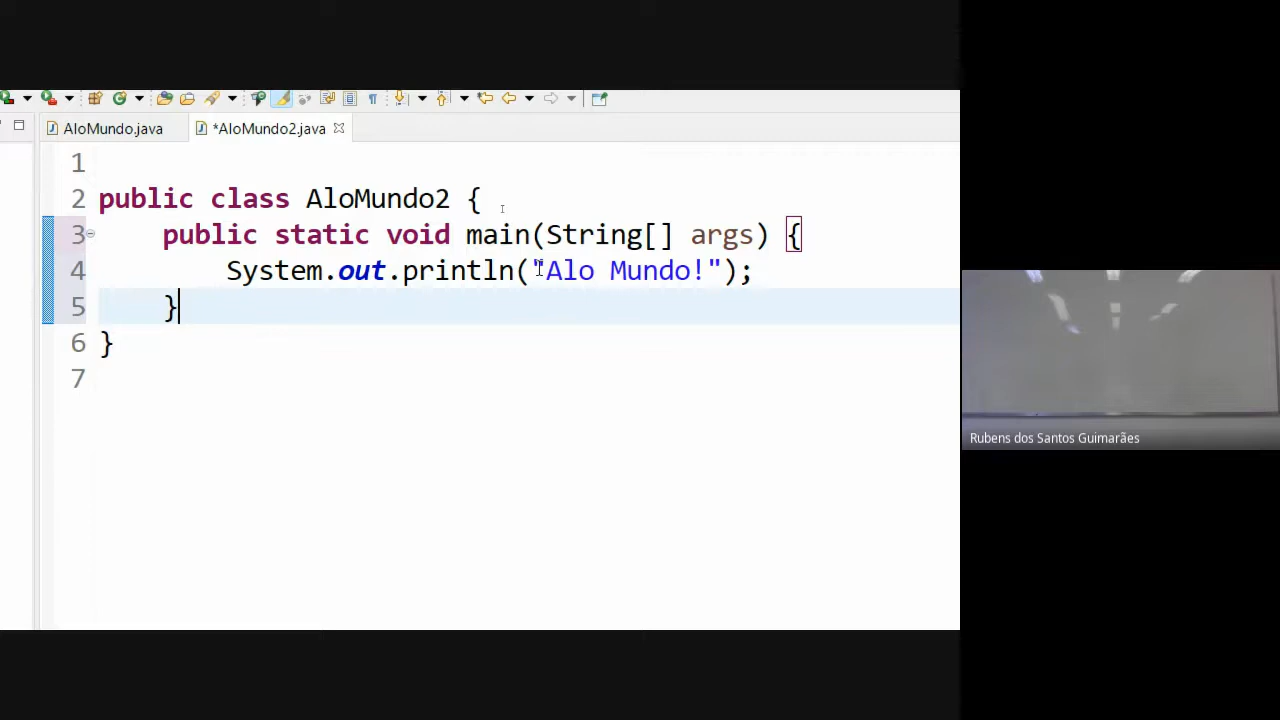 AloMundo.java *AloMundo2.java
1
2 public class AloMundo2 {
3 public static void main(String[] args) {
4 System.out.println("Alo Mundo!");
5 }
6 }
7
Rubens dos Santos Guimarães